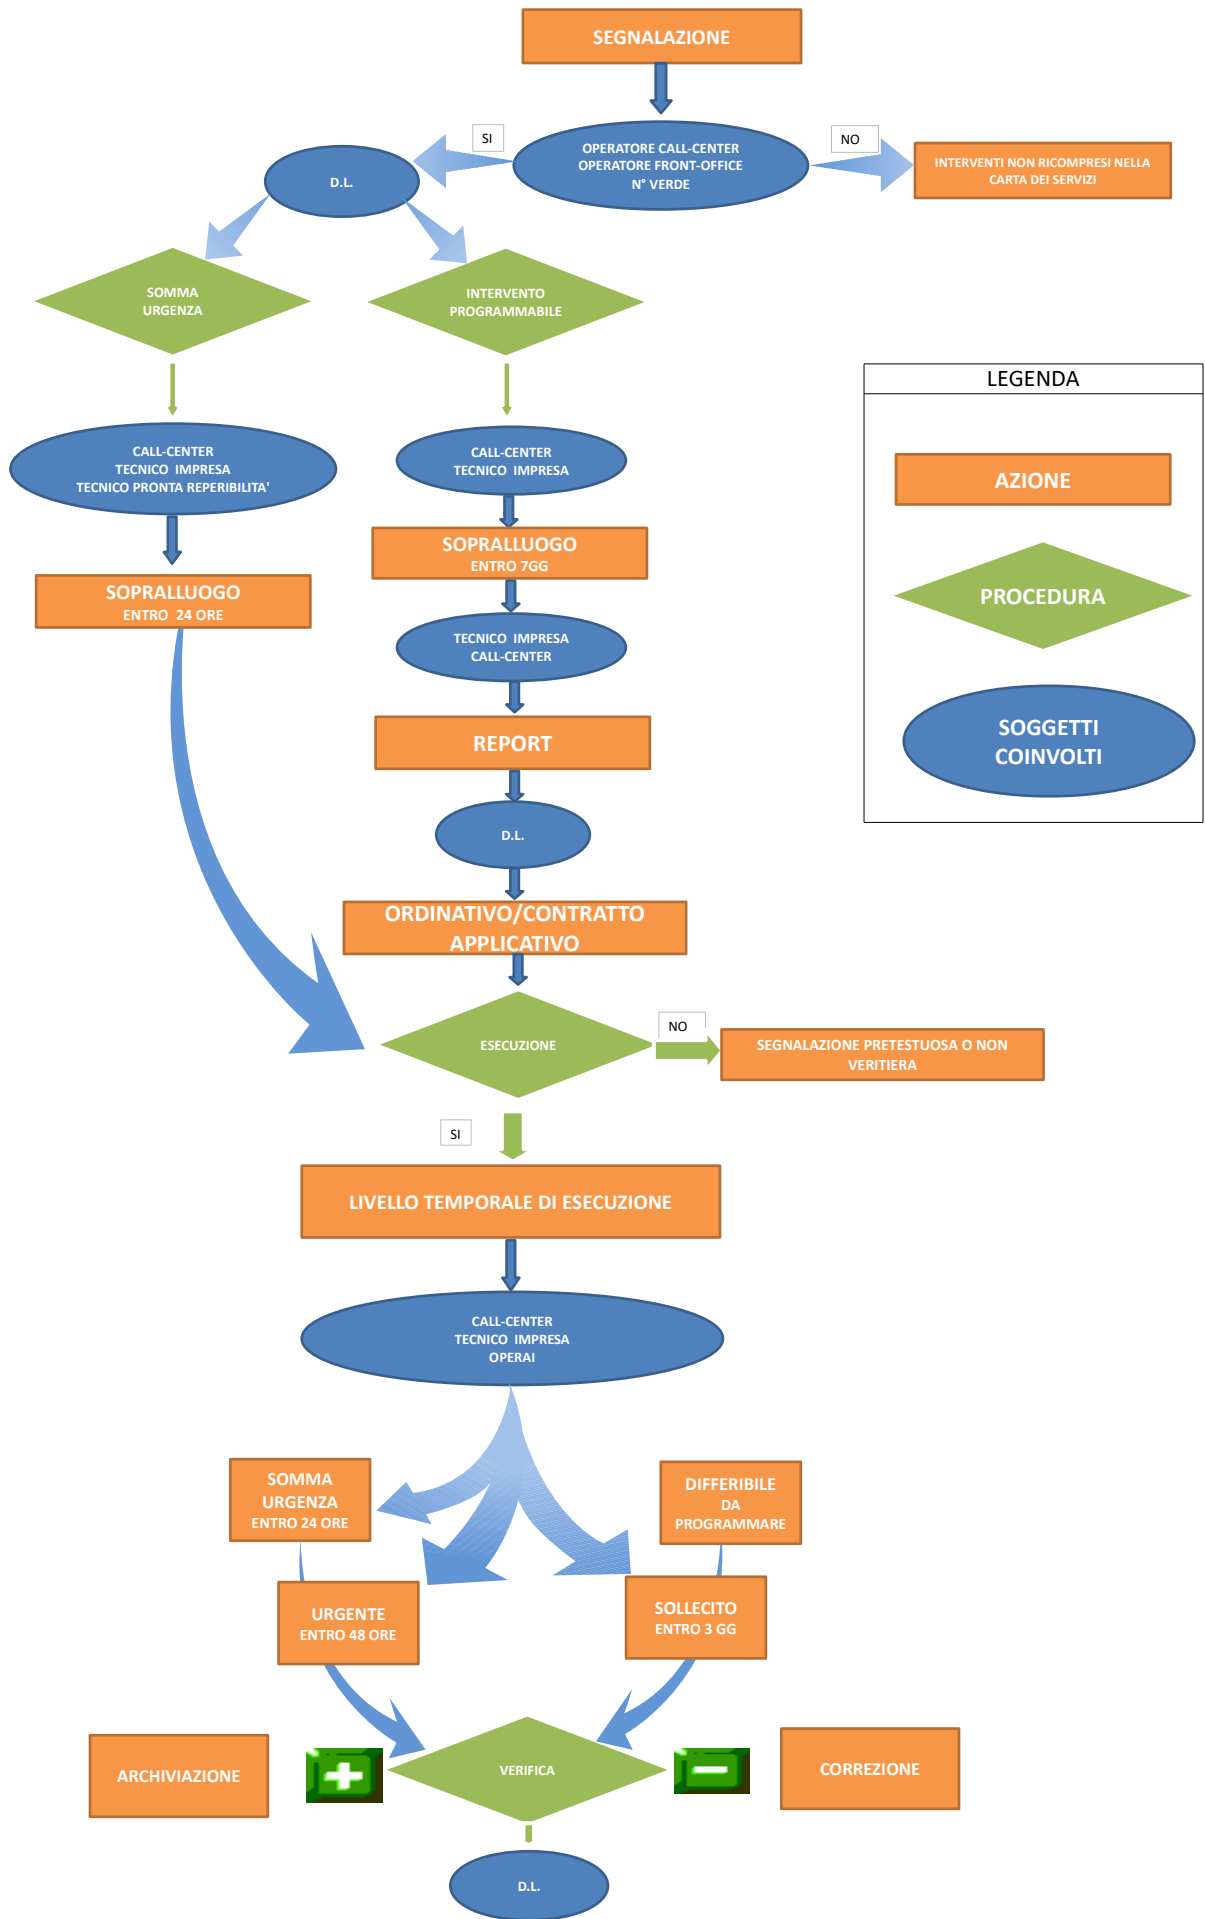 SEGNALAZIONE
SI
OPERATORE CALL-CENTER
OPERATORE FRONT-OFFICE
N° VERDE
NO
INTERVENTI NON RICOMPRESI NELLA
CARTA DEI SERVIZI
D.L.
SOMMA
URGENZA
INTERVENTO
PROGRAMMABILE
LEGENDA
AZIONE
PROCEDURA
SOGGETTI
COINVOLTI
CALL-CENTER
TECNICO IMPRESA
TECNICO PRONTA REPERIBILITA'
CALL-CENTER
TECNICO IMPRESA
SOPRALLUOGO
ENTRO 24 ORE
SOPRALLUOGO
ENTRO 7GG
TECNICO IMPRESA
CALL-CENTER
REPORT
D.L.
ORDINATIVO/CONTRATTO
APPLICATIVO
ESECUZIONE
NO
SEGNALAZIONE PRETESTUOSA O NON
VERITIERA
SI
LIVELLO TEMPORALE DI ESECUZIONE
CALL-CENTER
TECNICO IMPRESA
OPERAI
SOMMA
URGENZA
ENTRO 24 ORE
DIFFERIBILE
DA
PROGRAMMARE
URGENTE
ENTRO 48 ORE
SOLLECITO
ENTRO 3 GG
ARCHIVIAZIONE
VERIFICA
CORREZIONE
D.L.